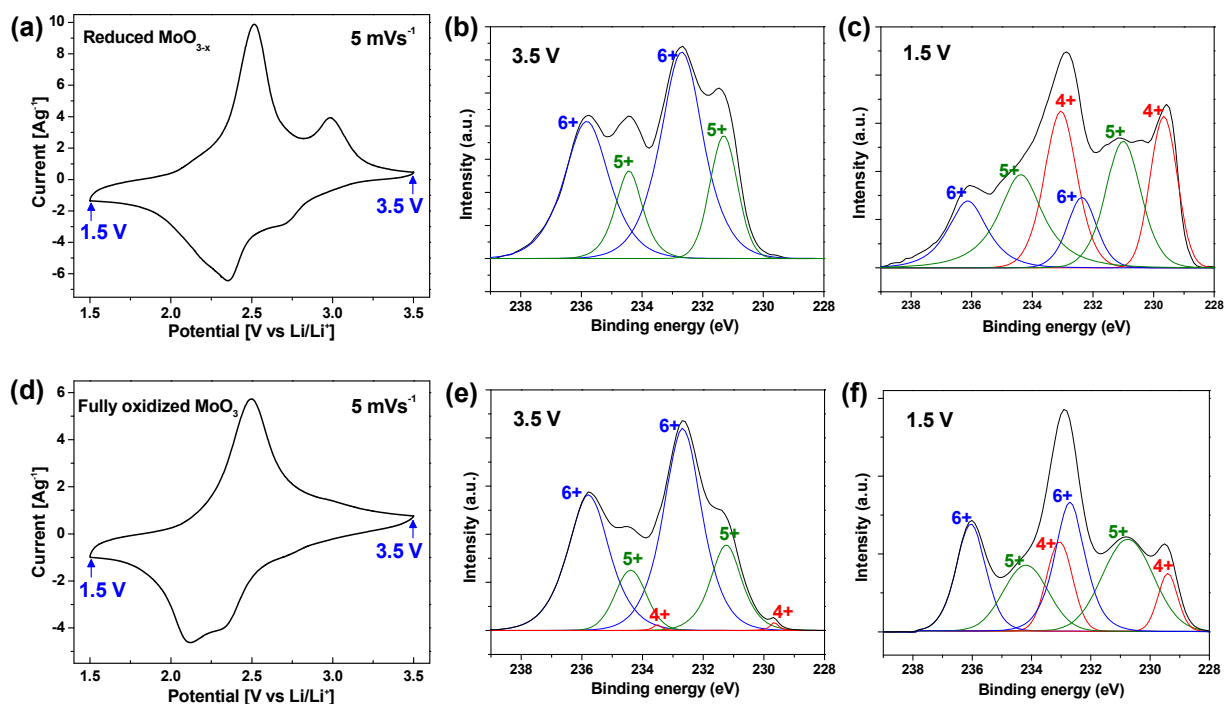 (a)
Reduced MoO3-x
5 mVs-1
10
8
6
4
2
0
-2
-4
-6
Current [Ag-1]
1.5 V
3.5 V
1.5 2.0 2.5 3.0 3.5
Potential [V vs Li/Li+]
(b)
3.5 V
6+
6+
5+
5+
Intensity (a.u.)
238 236 234 232 230 228
Binding energy (eV)
(c)
1.5 V
4+
4+
5+
5+
6+
6+
Intensity (a.u.)
238 236 234 232 230 228
Binding energy (eV)
(d)
Fully oxidized MoO3
5 mVs-1
6
4
2
0
-2
-4
Current [Ag-1]
1.5 V
3.5 V
1.5 2.0 2.5 3.0 3.5
Potential [V vs Li/Li+]
(e)
3.5 V
6+
6+
5+
5+
4+
4+
Intensity (a.u.)
238 236 234 232 230 228
Binding energy (eV)
(f)
1.5 V
6+
6+
4+
5+
5+
4+
Intensity (a.u.)
238 236 234 232 230 228
Binding energy (eV)